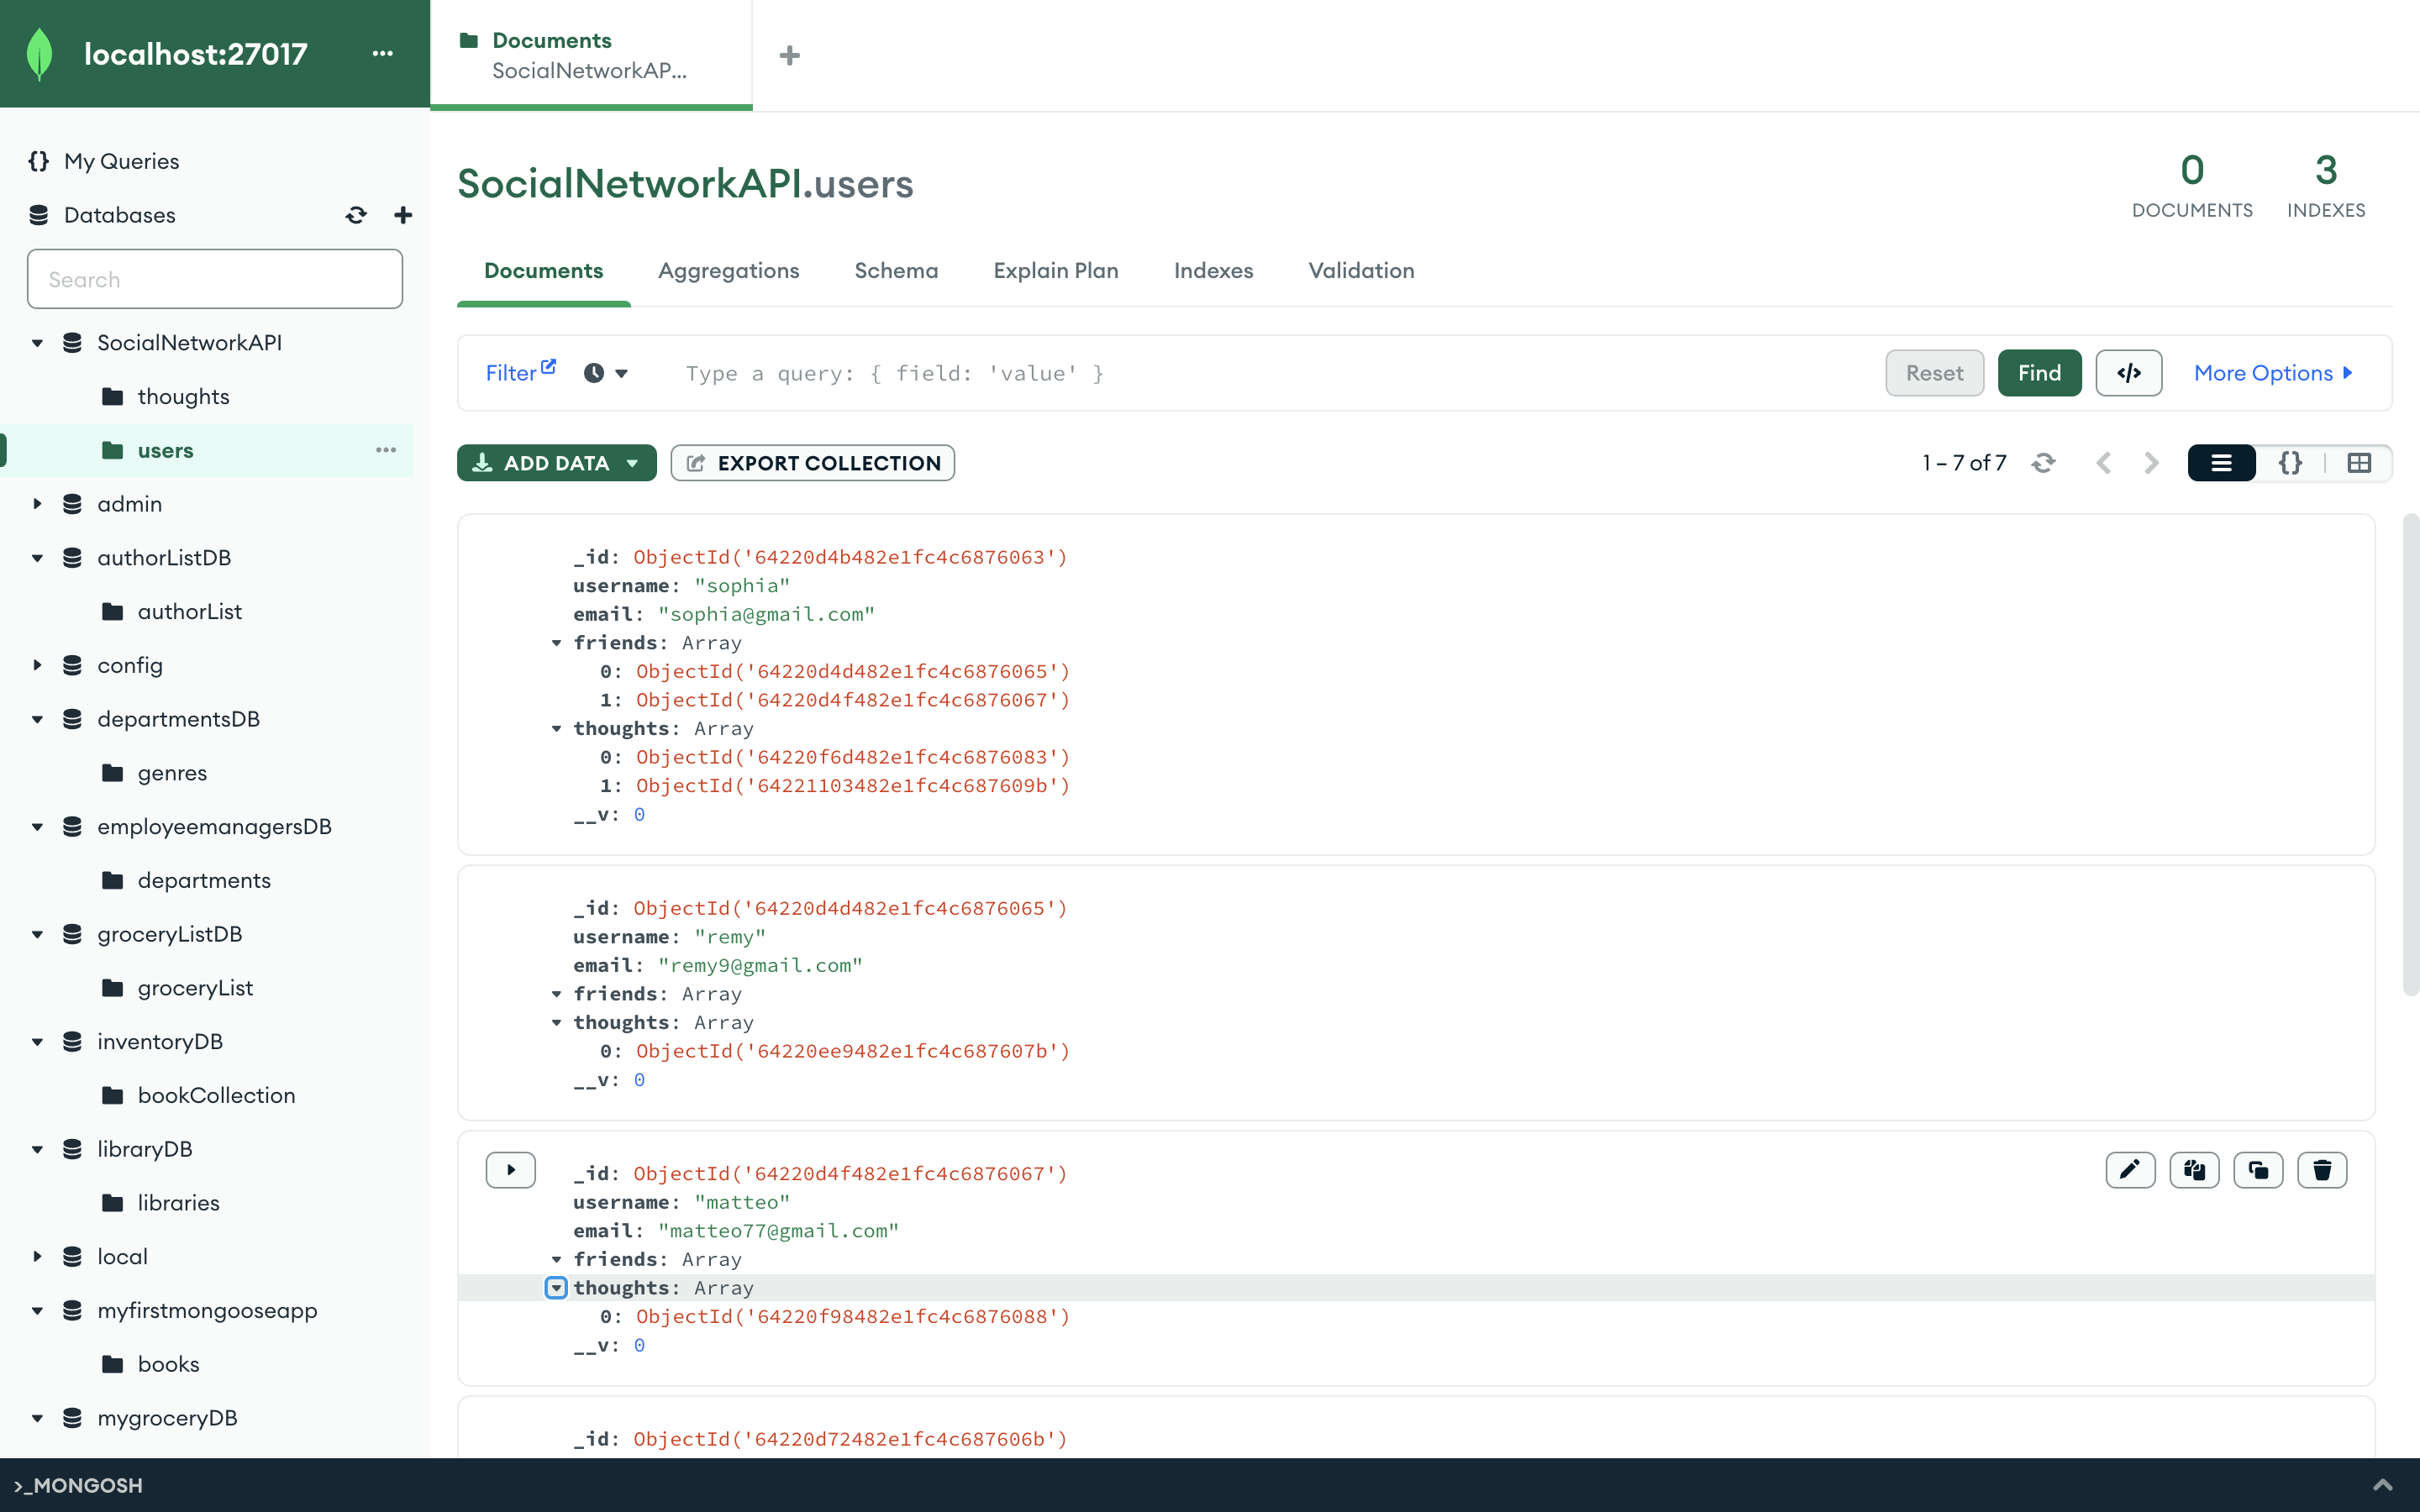 localhost:27017
Documents
SocialNetworkAP...
My Queries
Databases
Search
SocialNetworkAPI
thoughts
users
admin
authorListDB
authorList
config
departmentsDB
genres
employeemanagersDB
departments
groceryListDB
groceryList
inventoryDB
bookCollection
libraryDB
libraries
local
myfirstmongooseapp
books
mygroceryDB
SocialNetworkAPI.users
0
DOCUMENTS
3
INDEXES
Documents Aggregations Schema Explain Plan Indexes Validation
Filter Type a query: { field: 'value' } Reset Find </> More Options
ADD DATA EXPORT COLLECTION 1 – 7 of 7 {}
_id: ObjectId('64220d4b482e1fc4c6876063')
username: "sophia"
email: "sophia@gmail.com"
friends: Array
0: ObjectId('64220d4d482e1fc4c6876065')
1: ObjectId('64220d4f482e1fc4c6876067')
thoughts: Array
0: ObjectId('64220f6d482e1fc4c6876083')
1: ObjectId('64221103482e1fc4c687609b')
__v: 0
_id: ObjectId('64220d4d482e1fc4c6876065')
username: "remy"
email: "remy9@gmail.com"
friends: Array
thoughts: Array
0: ObjectId('64220ee9482e1fc4c687607b')
__v: 0
_id: ObjectId('64220d4f482e1fc4c6876067')
username: "matteo"
email: "matteo77@gmail.com"
friends: Array
thoughts: Array
0: ObjectId('64220f98482e1fc4c6876088')
__v: 0
_id: ObjectId('64220d72482e1fc4c687606b')
>_MONGOSH